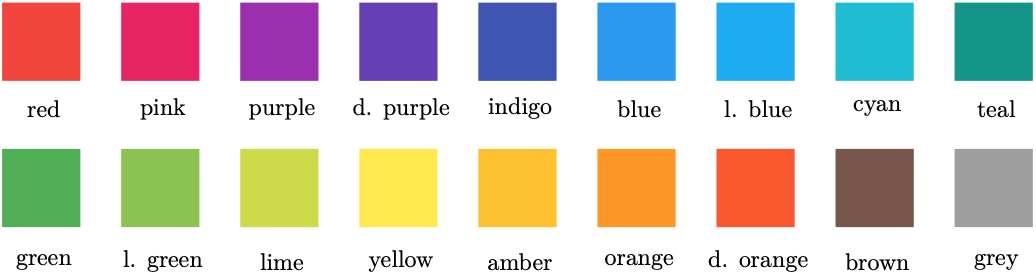 red pink purple d. purple indigo blue l. blue cyan teal
green l. green lime yellow amber orange d. orange brown grey